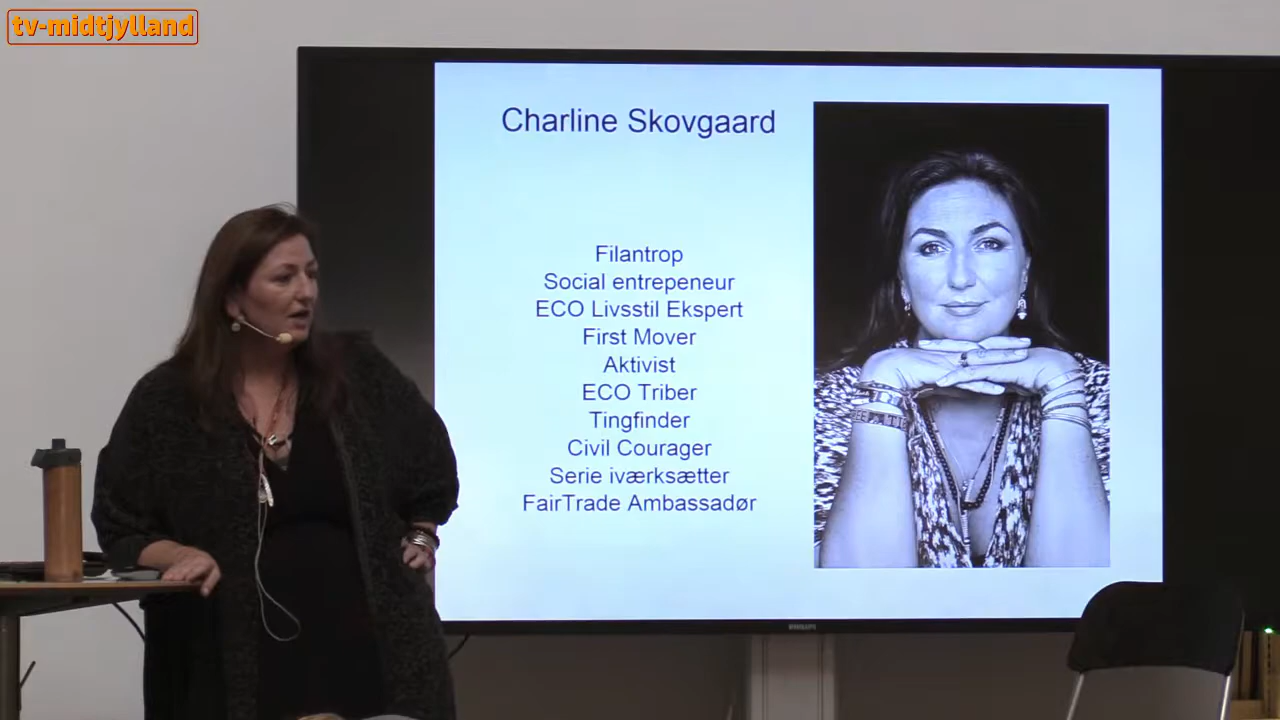 tv-midtjylland
Charline Skovgaard
Filantrop
Social entrepeneur
ECO Livsstil Ekspert
First Mover
Aktivist
ECO Triber
Tingfinder
Civil Courager
Serie iværksætter
FairTrade Ambassadør